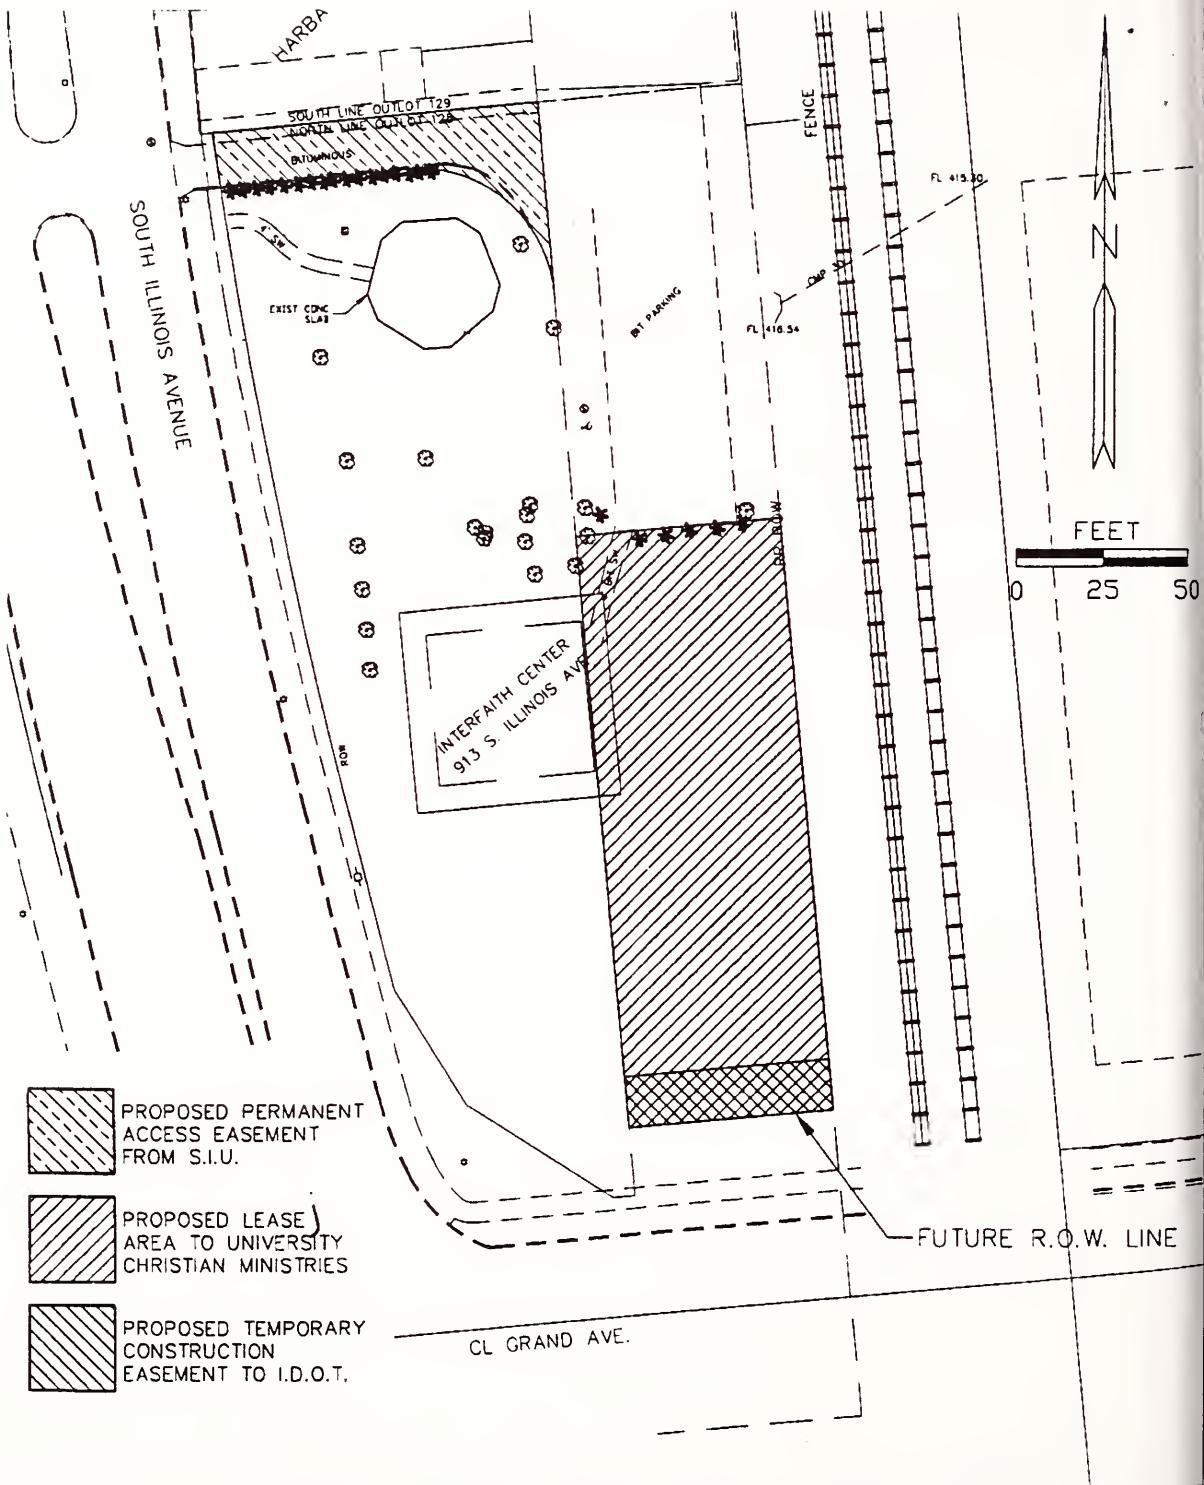 HARBA
SOUTH LINE OUTLOT 129
NORTH LINE OUTLOT 128
BITUMINOUS
FENCE
FL 415.30
SOUTH ILLINOIS AVENUE
4' SW
N
CMP
EXIST CONC
SLAB
BIT PARKING
FL 416.54
RR ROW
FEET
0 25 50
INTERFAITH CENTER
913 S. ILLINOIS AVE
ROW
PROPOSED PERMANENT
ACCESS EASEMENT
FROM S.I.U.
PROPOSED LEASE
AREA TO UNIVERSITY
CHRISTIAN MINISTRIES
FUTURE R.O.W. LINE
PROPOSED TEMPORARY
CONSTRUCTION
EASEMENT TO I.D.O.T.
CL GRAND AVE.